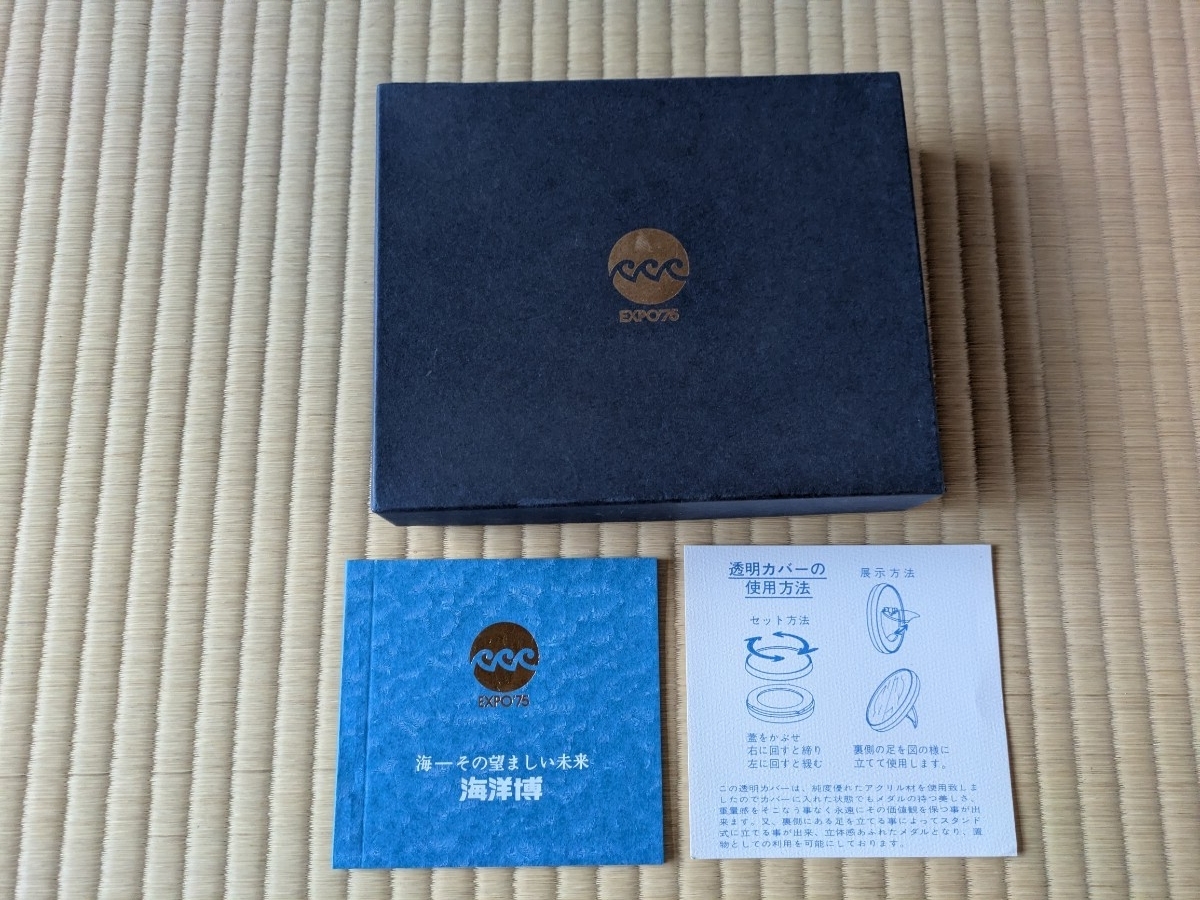 EXPO'75
EXPO'75
海―その望ましい未来
海洋博
透明カバーの
使用方法
セット方法
蓋をかぶせ
右に回すと締り
左に回すと緩む
展示方法
裏側の足を図の様に
立てて使用します。
この透明カバーは、純度優れたアクリル材を使用致しま
したのでカバーに入れた状態でもメダルの持つ美しさ、
重量感をそこなう事なく永遠にその価値観を保つ事が出
来ます。又、裏側にある足を立てる事によってスタンド
式に立てる事が出来、立体感あふれたメダルとなり、置
物としての利用を可能にしております。